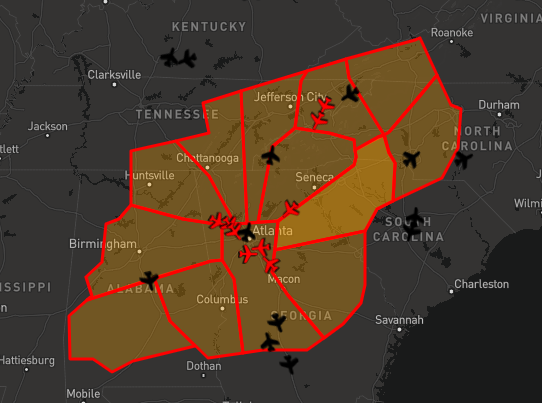 VIRGINIA
KENTUCKY
Roanoke
Clarksville
Jefferson City
Durham
TENNESSEE
Jackson
NORTH
CAROLINA
tlett
Chattanooga
Huntsville
Seneca
Wilmi
SOUTH
CAROLINA
Atlanta
Birmingham
Macon
Charleston
ISSIPPI
ALABAMA
Columbus
GEORGIA
Savannah
Hattiesburg
Dothan
Mobile